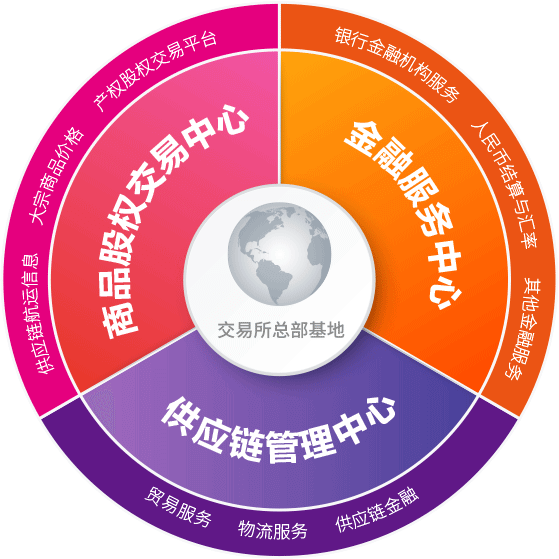 产权股权交易平台
大宗商品价格
供应链航运信息
商品股权交易中心
银行金融机构服务
人民币结算与汇率
其他金融服务
金融服务中心
交易所总部基地
供应链管理中心
贸易服务
物流服务
供应链金融